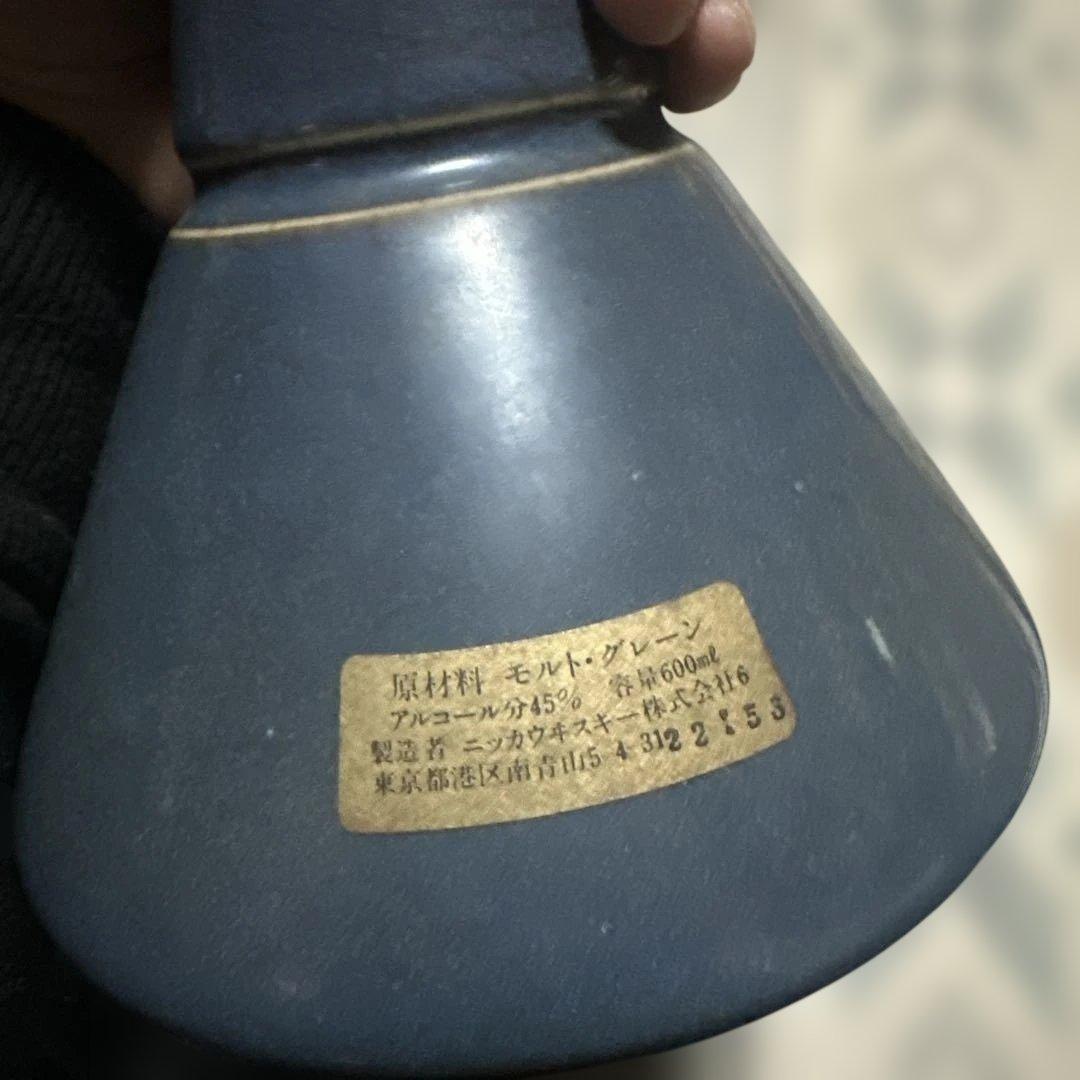 原材料 モルト・グレーン
アルコール分45% 容量600ml
製造者 ニッカウヰスキー株式会社6
東京都港区南青山5 4 31